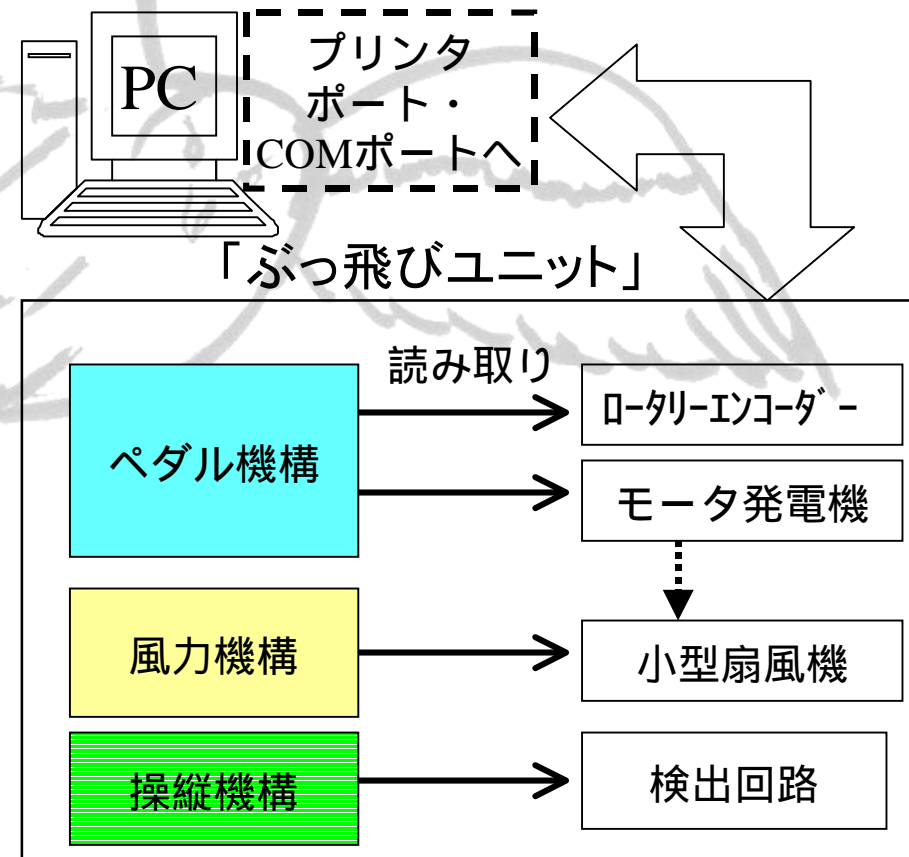 PC
プリンタ
ポート・
COMポートへ
「ぶっ飛びユニット」
読み取り
ペダル機構
ﾛｰﾀﾘｰｴﾝｺｰﾀﾞｰ
モータ発電機
風力機構
小型扇風機
操縦機構
検出回路